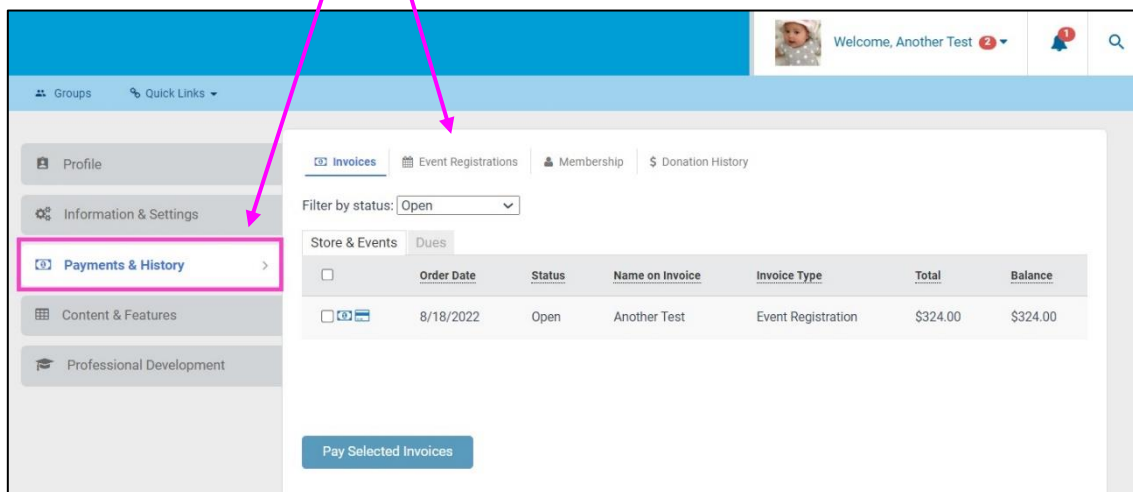 Welcome, Another Test 2
1
Groups Quick Links
Profile
Information & Settings
Payments & History
Content & Features
Professional Development
Invoices Event Registrations Membership $ Donation History
Filter by status: Open
Store & Events Dues
Order Date Status Name on Invoice Invoice Type Total Balance
8/18/2022 Open Another Test Event Registration $324.00 $324.00
Pay Selected Invoices